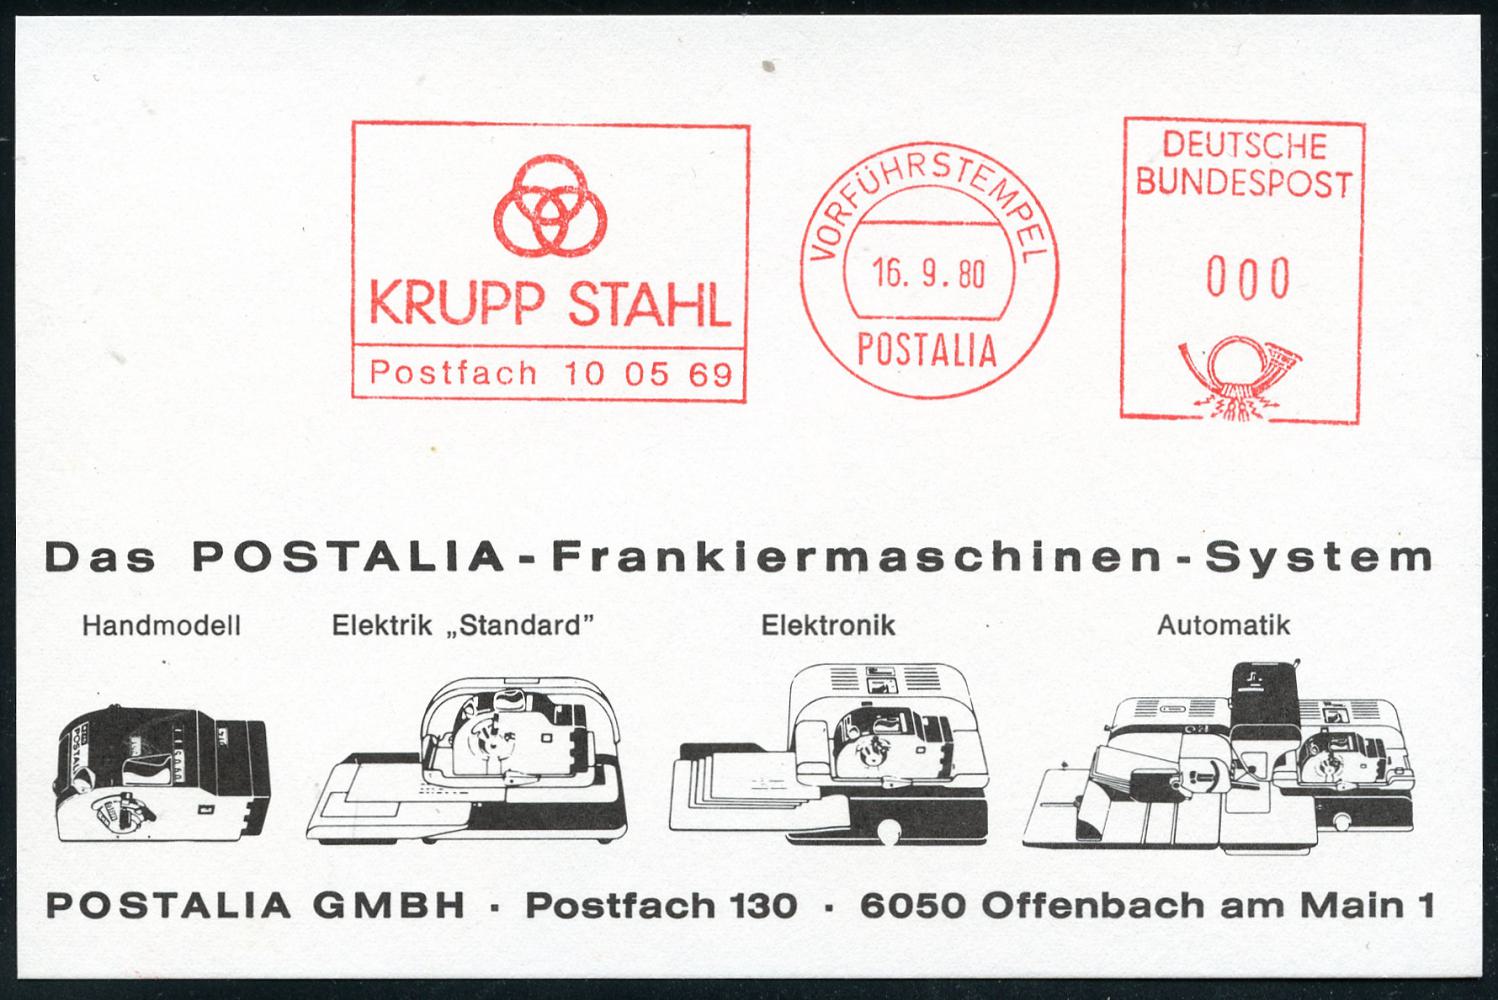 KRUPP STAHL
Postfach 10 05 69
VORFÜHRSTEMPEL
16. 9. 80
POSTALIA
DEUTSCHE
BUNDESPOST
000
Das POSTALIA-Frankiermaschinen-System
Handmodell
Elektrik „Standard”
Elektronik
Automatik
POSTALIA
POSTALIA GMBH · Postfach 130 · 6050 Offenbach am Main 1